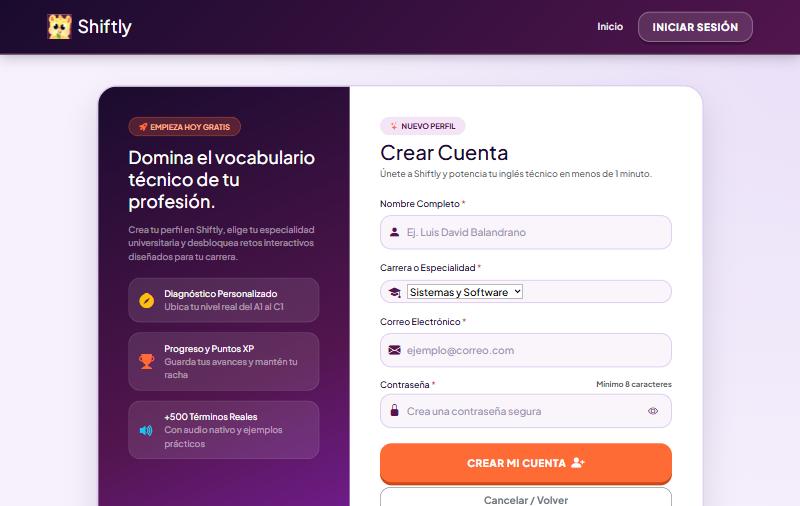 Shiftly
Inicio
INICIAR SESIÓN
EMPIEZA HOY GRATIS
Domina el vocabulario
técnico de tu
profesión.
Crea tu perfil en Shiftly, elige tu especialidad
universitaria y desbloquea retos interactivos
diseñados para tu carrera.
Diagnóstico Personalizado
Ubica tu nivel real del A1 al C1
Progreso y Puntos XP
Guarda tus avances y mantén tu
racha
+500 Términos Reales
Con audio nativo y ejemplos
prácticos
NUEVO PERFIL
Crear Cuenta
Únete a Shiftly y potencia tu inglés técnico en menos de 1 minuto.
Nombre Completo *
Ej. Luis David Balandrano
Carrera o Especialidad *
Sistemas y Software
Correo Electrónico *
ejemplo@correo.com
Contraseña *
Mínimo 8 caracteres
Crea una contraseña segura
CREAR MI CUENTA
Cancelar / Volver